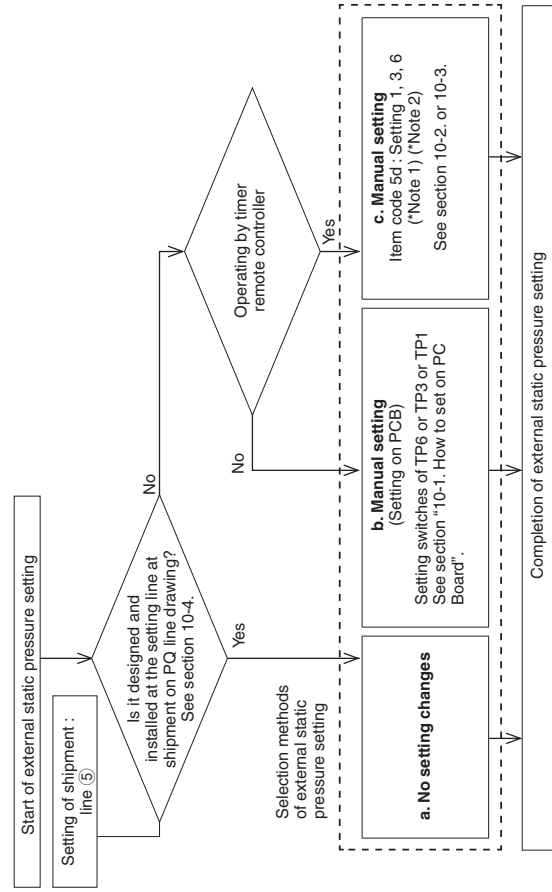 Start of external static pressure setting
Setting of shipment :
line ⑤
Is it designed and
installed at the setting line at
shipment on PQ line drawing?
See section 10-4.
No
Yes
Operating by timer
remote controller
No
Yes
Selection methods
of external static
pressure setting
a. No setting changes
b. Manual setting
(Setting on PCB)
Setting switches of TP6 or TP3 or TP1
See section “10-1. How to set on PC
Board”.
c. Manual setting
Item code 5d : Setting 1, 3, 6
(*Note 1) (*Note 2)
See section 10-2. or 10-3.
Completion of external static pressure setting